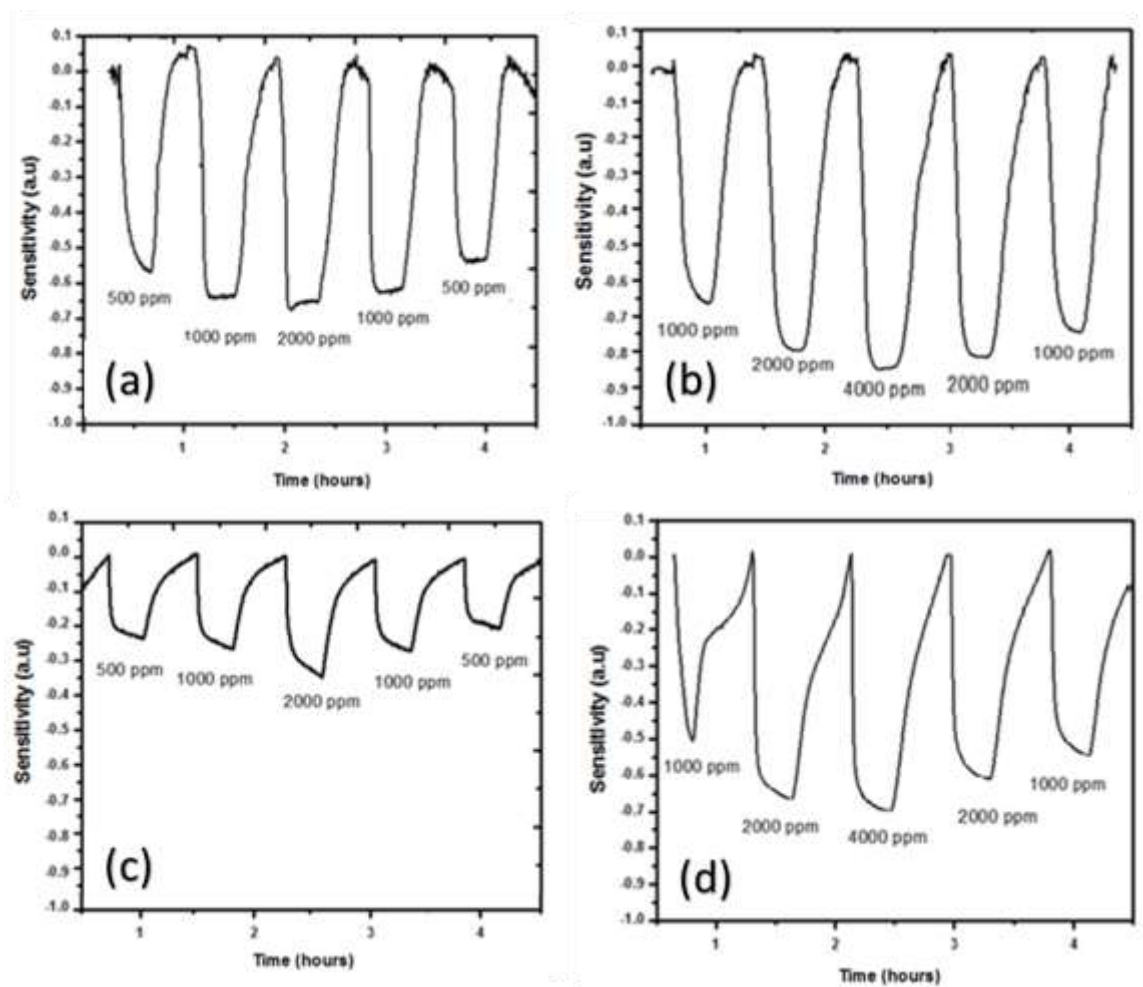 0.1
0.0
-0.1
-0.2
-0.3
-0.4
-0.5
-0.6
-0.7
-0.8
-0.9
-1.0
Sensitivity (a.u)
500 ppm
1000 ppm
2000 ppm
1000 ppm
500 ppm
(a)
1
2
3
4
Time (hours)
0.1
0.0
-0.1
-0.2
-0.3
-0.4
-0.5
-0.6
-0.7
-0.8
-0.9
-1.0
Sensitivity (a.u)
1000 ppm
2000 ppm
4000 ppm
2000 ppm
1000 ppm
(b)
1
2
3
4
Time (hours)
0.1
0.0
-0.1
-0.2
-0.3
-0.4
-0.5
-0.6
-0.7
-0.8
-0.9
-1.0
Sensitivity (a.u)
500 ppm
1000 ppm
2000 ppm
1000 ppm
500 ppm
(c)
1
2
3
4
Time (hours)
0.1
0.0
-0.1
-0.2
-0.3
-0.4
-0.5
-0.6
-0.7
-0.8
-0.9
-1.0
Sensitivity (a.u)
1000 ppm
2000 ppm
4000 ppm
2000 ppm
1000 ppm
(d)
1
2
3
4
Time (hours)